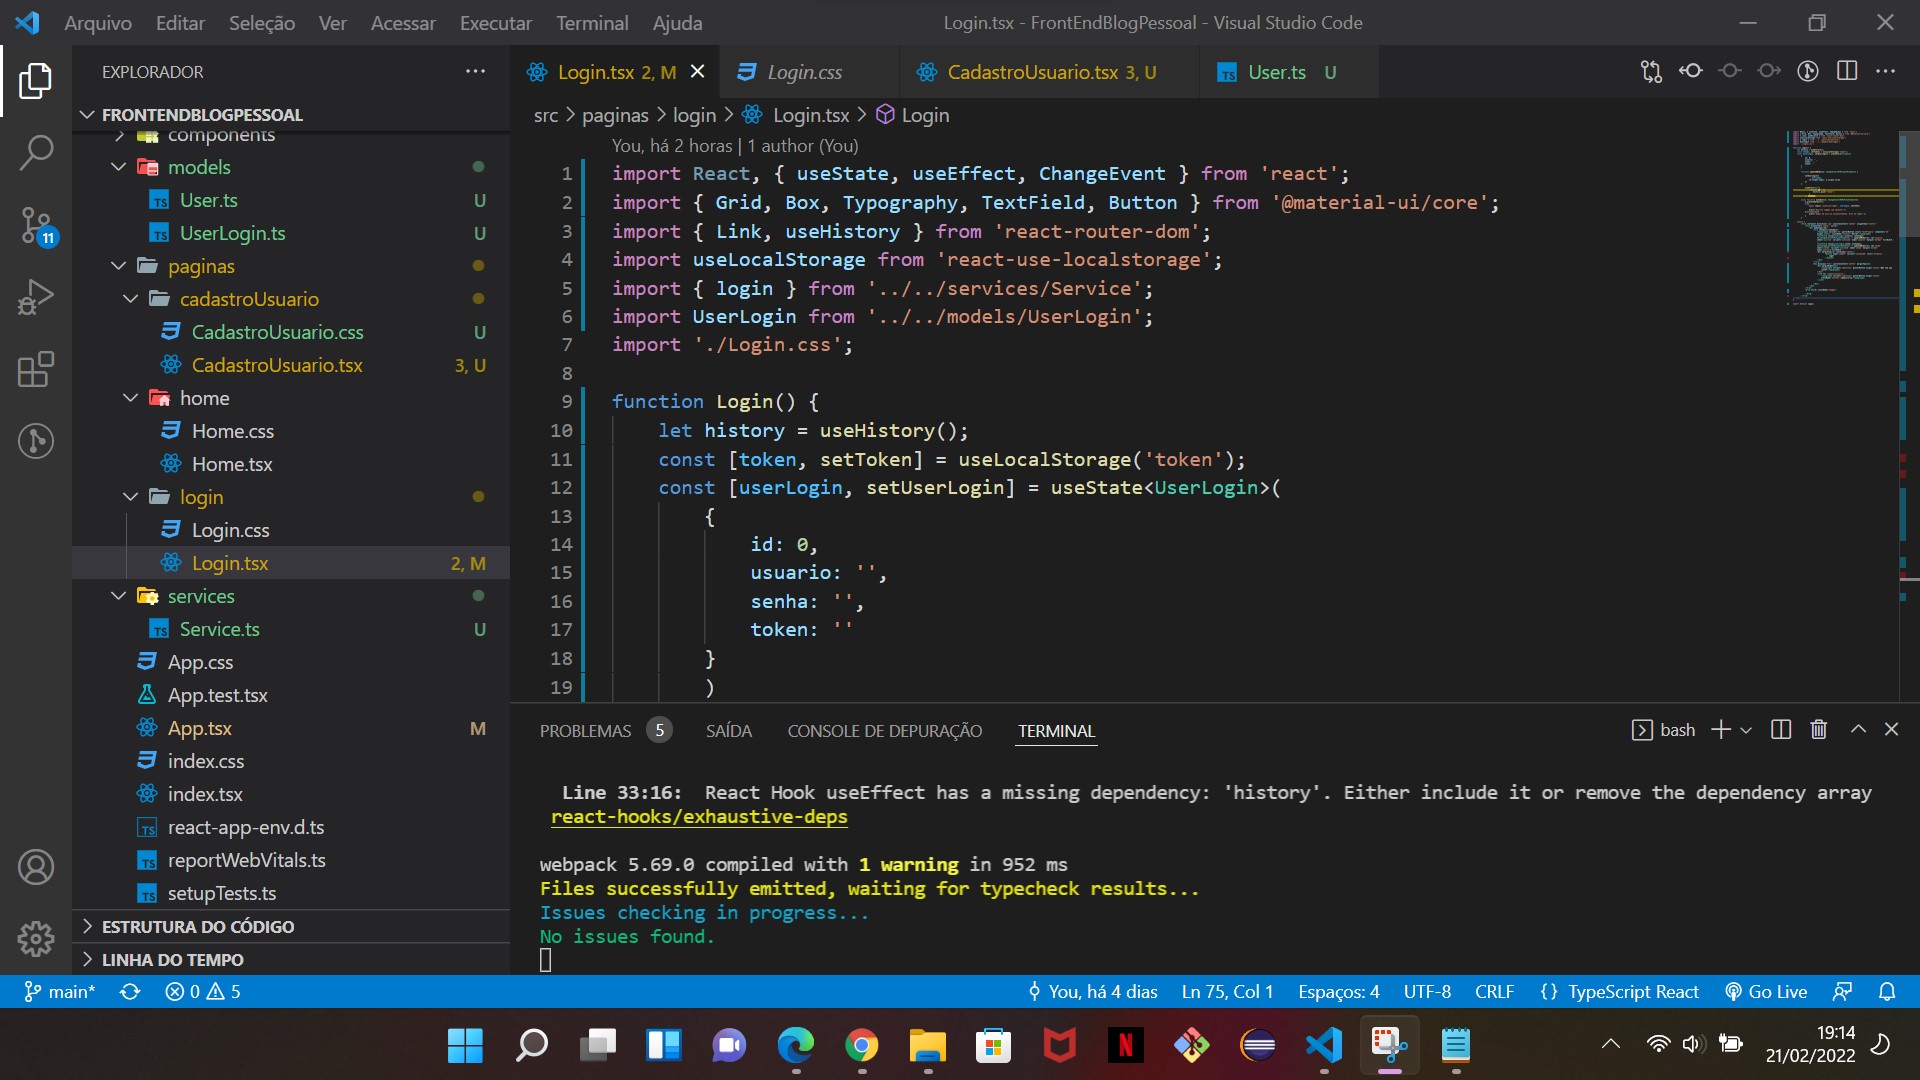 Arquivo Editar Seleção Ver Acessar Executar Terminal Ajuda
Login.tsx - FrontEndBlogPessoal - Visual Studio Code
EXPLORADOR
FRONTENDBLOGPESSOAL
components
models
User.ts U
UserLogin.ts U
paginas
cadastroUsuario
CadastroUsuario.css U
CadastroUsuario.tsx 3, U
home
Home.css
Home.tsx
login
Login.css
Login.tsx 2, M
services
Service.ts U
App.css
App.test.tsx
App.tsx M
index.css
index.tsx
react-app-env.d.ts
reportWebVitals.ts
setupTests.ts
ESTRUTURA DO CÓDIGO
LINHA DO TEMPO
11
Login.tsx 2, M Login.css CadastroUsuario.tsx 3, U User.ts U
src > paginas > login > Login.tsx > Login
You, há 2 horas | 1 author (You)
1 import React, { useState, useEffect, ChangeEvent } from 'react';
2 import { Grid, Box, Typography, TextField, Button } from '@material-ui/core';
3 import { Link, useHistory } from 'react-router-dom';
4 import useLocalStorage from 'react-use-localstorage';
5 import { login } from '../../services/Service';
6 import UserLogin from '../../models/UserLogin';
7 import './Login.css';
8
9 function Login() {
10 let history = useHistory();
11 const [token, setToken] = useLocalStorage('token');
12 const [userLogin, setUserLogin] = useState<UserLogin>(
13 {
14 id: 0,
15 usuario: '',
16 senha: '',
17 token: ''
18 }
19 )
PROBLEMAS 5 SAÍDA CONSOLE DE DEPURAÇÃO TERMINAL bash
Line 33:16: React Hook useEffect has a missing dependency: 'history'. Either include it or remove the dependency array
react-hooks/exhaustive-deps
webpack 5.69.0 compiled with 1 warning in 952 ms
Files successfully emitted, waiting for typecheck results...
Issues checking in progress...
No issues found.
main* 0 5 You, há 4 dias Ln 75, Col 1 Espaços: 4 UTF-8 CRLF {} TypeScript React Go Live
19:14
21/02/2022